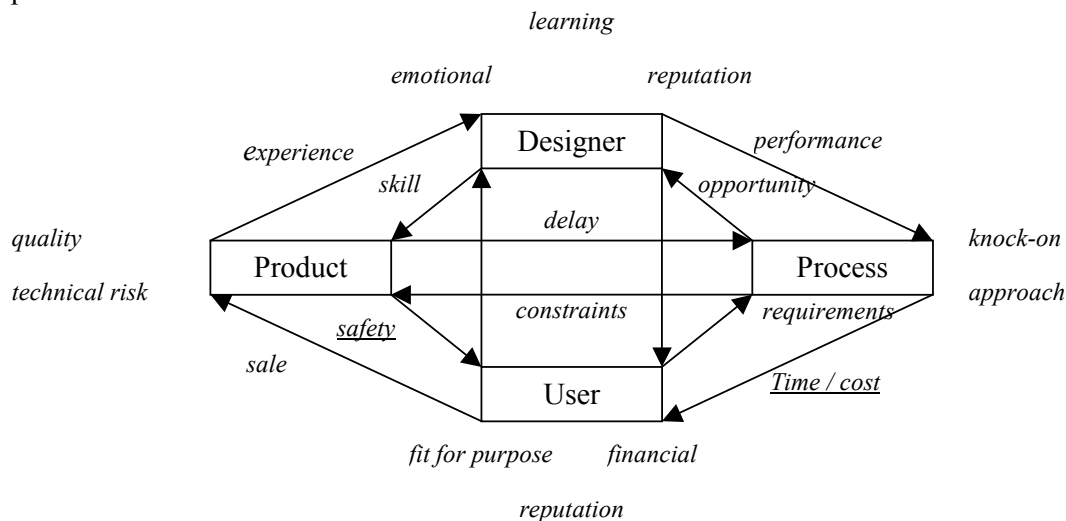 learning
emotional reputation
Designer
experience performance
skill opportunity
delay
quality knock-on
Product Process
technical risk approach
constraints requirements
safety
sale
Time / cost
User
fit for purpose financial
reputation